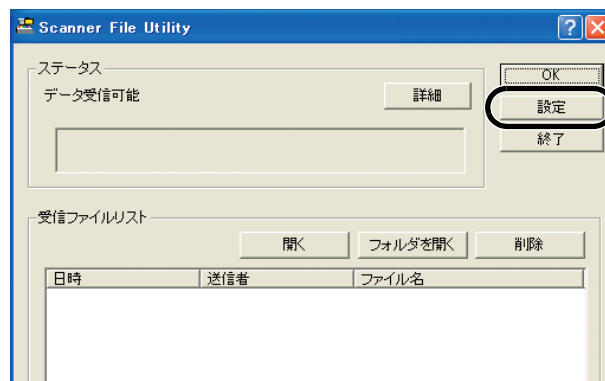 Scanner File Utility
ステータス
データ受信可能
詳細
OK
設定
終了
受信ファイルリスト
開く
フォルダを開く
削除
日時 送信者 ファイル名